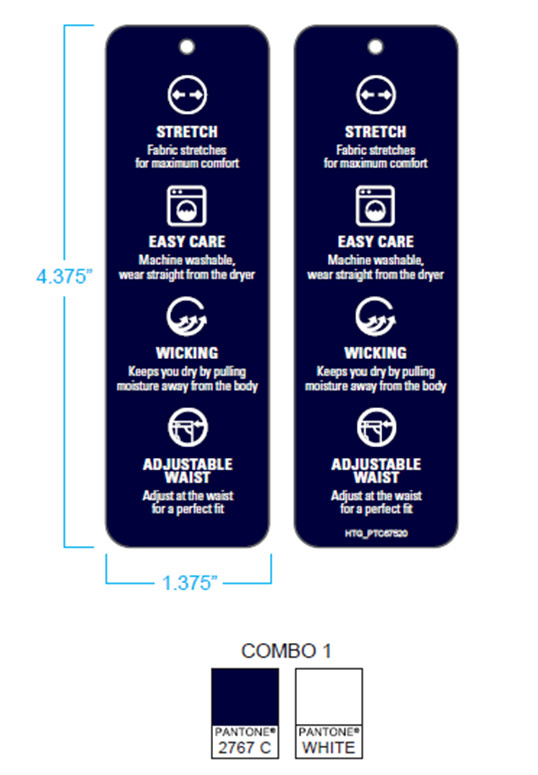 STRETCH
Fabric stretches
for maximum comfort
EASY CARE
Machine washable,
wear straight from the dryer
WICKING
Keeps you dry by pulling
moisture away from the body
ADJUSTABLE
WAIST
Adjust at the waist
for a perfect fit
STRETCH
Fabric stretches
for maximum comfort
EASY CARE
Machine washable,
wear straight from the dryer
WICKING
Keeps you dry by pulling
moisture away from the body
ADJUSTABLE
WAIST
Adjust at the waist
for a perfect fit
HTG_PTC67520
4.375”
1.375”
COMBO 1
PANTONE®
2767 C
PANTONE®
WHITE